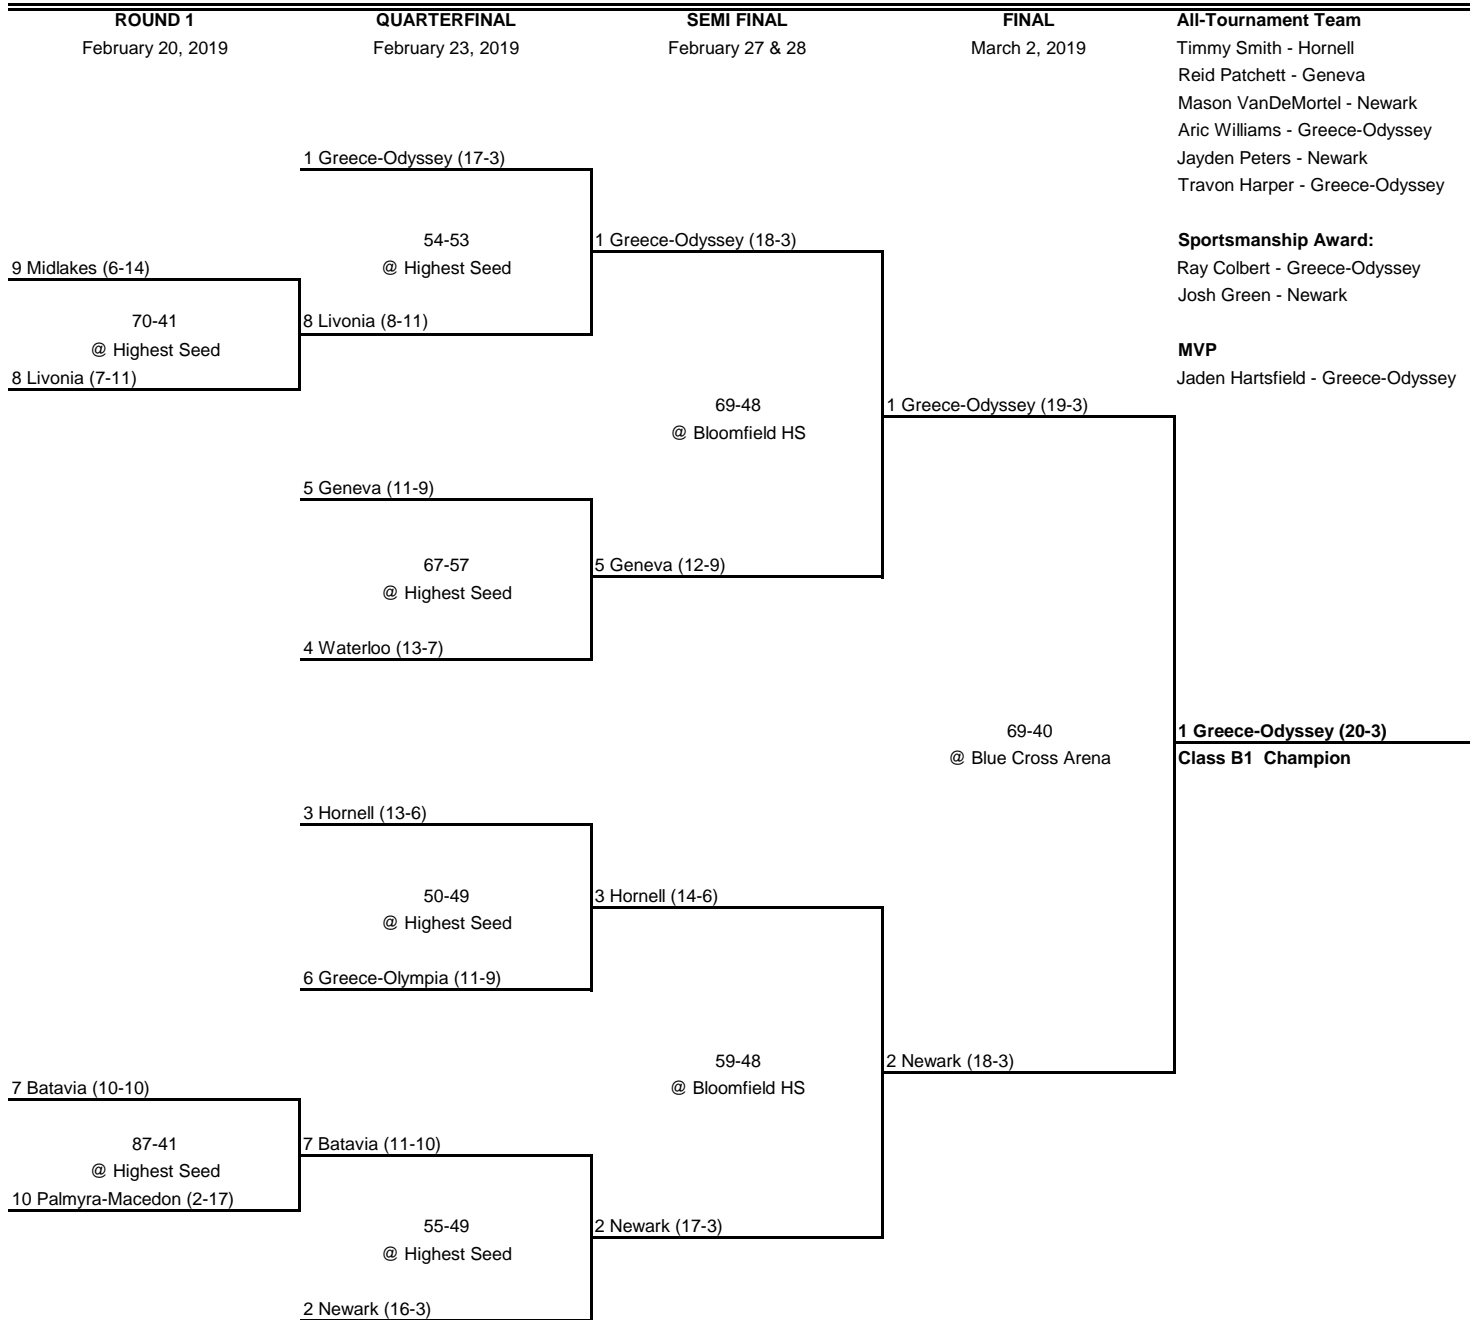 ROUND 1 QUARTERFINAL SEMI FINAL FINAL All-Tournament Team
February 20, 2019 February 23, 2019 February 27 & 28 March 2, 2019 Timmy Smith - Hornell
Reid Patchett - Geneva
Mason VanDeMortel - Newark
Aric Williams - Greece-Odyssey
1 Greece-Odyssey (17-3) Jayden Peters - Newark
Travon Harper - Greece-Odyssey
54-53 1 Greece-Odyssey (18-3) Sportsmanship Award:
9 Midlakes (6-14) @ Highest Seed Ray Colbert - Greece-Odyssey
Josh Green - Newark
70-41 8 Livonia (8-11)
@ Highest Seed MVP
8 Livonia (7-11) Jaden Hartsfield - Greece-Odyssey
69-48 1 Greece-Odyssey (19-3)
@ Bloomfield HS
5 Geneva (11-9)
67-57 5 Geneva (12-9)
@ Highest Seed
4 Waterloo (13-7)
69-40 1 Greece-Odyssey (20-3)
@ Blue Cross Arena Class B1 Champion
3 Hornell (13-6)
50-49 3 Hornell (14-6)
@ Highest Seed
6 Greece-Olympia (11-9)
59-48 2 Newark (18-3)
7 Batavia (10-10) @ Bloomfield HS
87-41 7 Batavia (11-10)
@ Highest Seed
10 Palmyra-Macedon (2-17)
55-49 2 Newark (17-3)
@ Highest Seed
2 Newark (16-3)